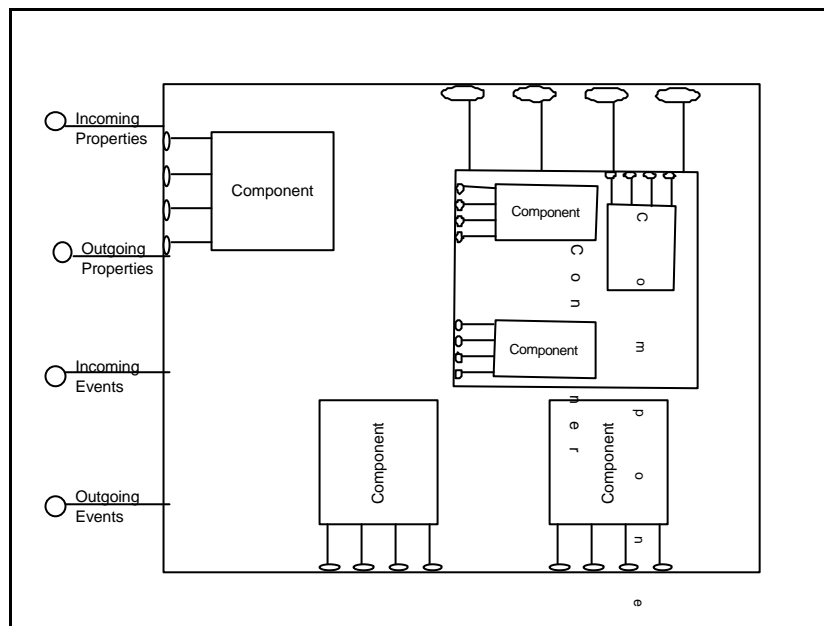 Incoming
Properties
Component
Outgoing
Properties
Incoming
Events
Outgoing
Events
Component
Component
C o m p o n e
C o n n e r
Component
Component